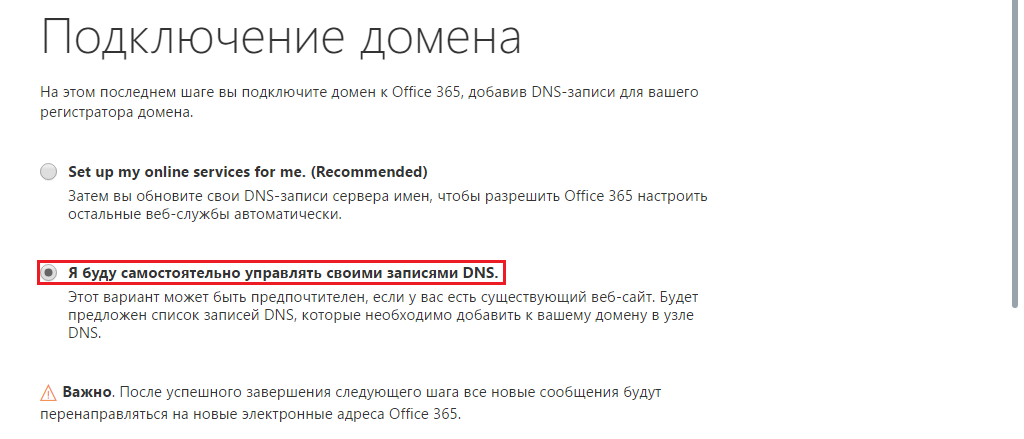 Подключение домена
На этом последнем шаге вы подключите домен к Office 365, добавив DNS-записи для вашего
регистратора домена.
Set up my online services for me. (Recommended)
Затем вы обновите свои DNS-записи сервера имен, чтобы разрешить Office 365 настроить
остальные веб-службы автоматически.
Я буду самостоятельно управлять своими записями DNS.
Этот вариант может быть предпочтителен, если у вас есть существующий веб-сайт. Будет
предложен список записей DNS, которые необходимо добавить к вашему домену в узле
DNS.
Важно. После успешного завершения следующего шага все новые сообщения будут
перенаправляться на новые электронные адреса Office 365.